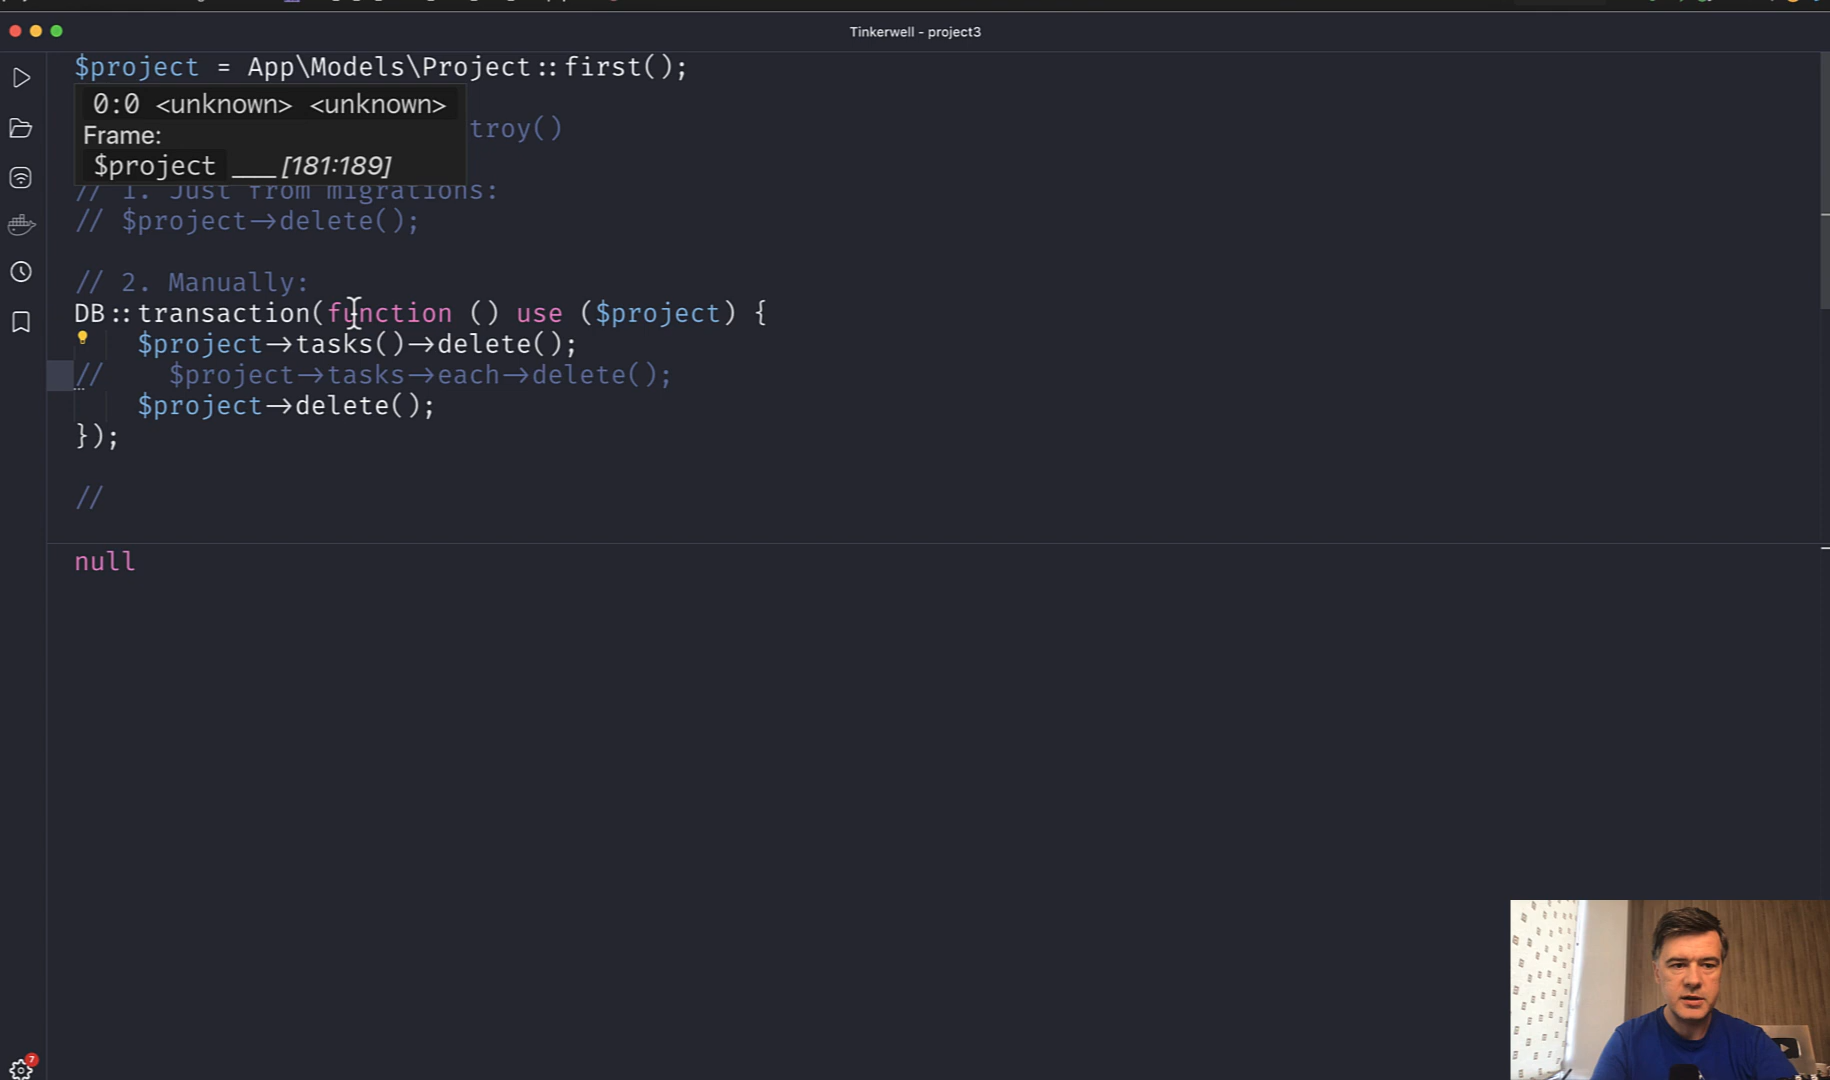 Tinkerwell - project3
$project = App\Models\Project::first();
0:0 <unknown> <unknown>
troy()
Frame:
$project ___ [181:189]
// 1. Just from migrations:
// $project->delete();
// 2. Manually:
DB::transaction(function () use ($project) {
$project->tasks()->delete();
// $project->tasks->each->delete();
$project->delete();
});
//
null
7